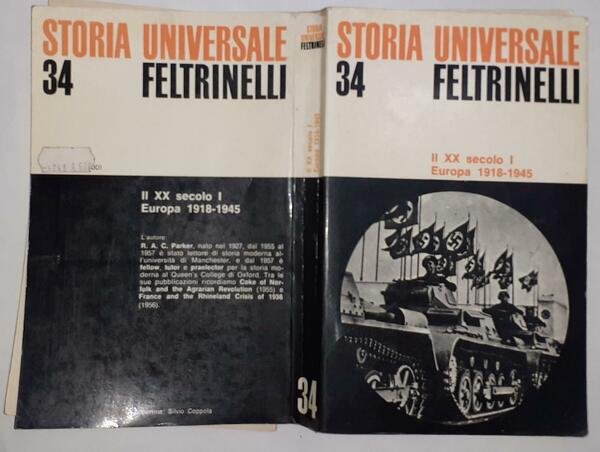 STORIA UNIVERSALE
34 FELTRINELLI
Il XX secolo I
Europa 1918-1945
L'autore:
R. A. C. Parker, nato nel 1927, dal 1955 al
1957 è stato lettore di storia moderna al-
l'università di Manchester, e dal 1957 è
fellow, tutor e praelector per la storia mo-
derna al Queen's College di Oxford. Tra le
sue pubblicazioni ricordiamo Coke of Nor-
folk and the Agrarian Revolution (1955) e
France and the Rhineland Crisis of 1936
(1956).
Silvio Coppola
STORIA
UNIVERSALE
FELTRINELLI
Il XX secolo I
Europa 1918-1945
34
STORIA UNIVERSALE
34 FELTRINELLI
Il XX secolo I
Europa 1918-1945